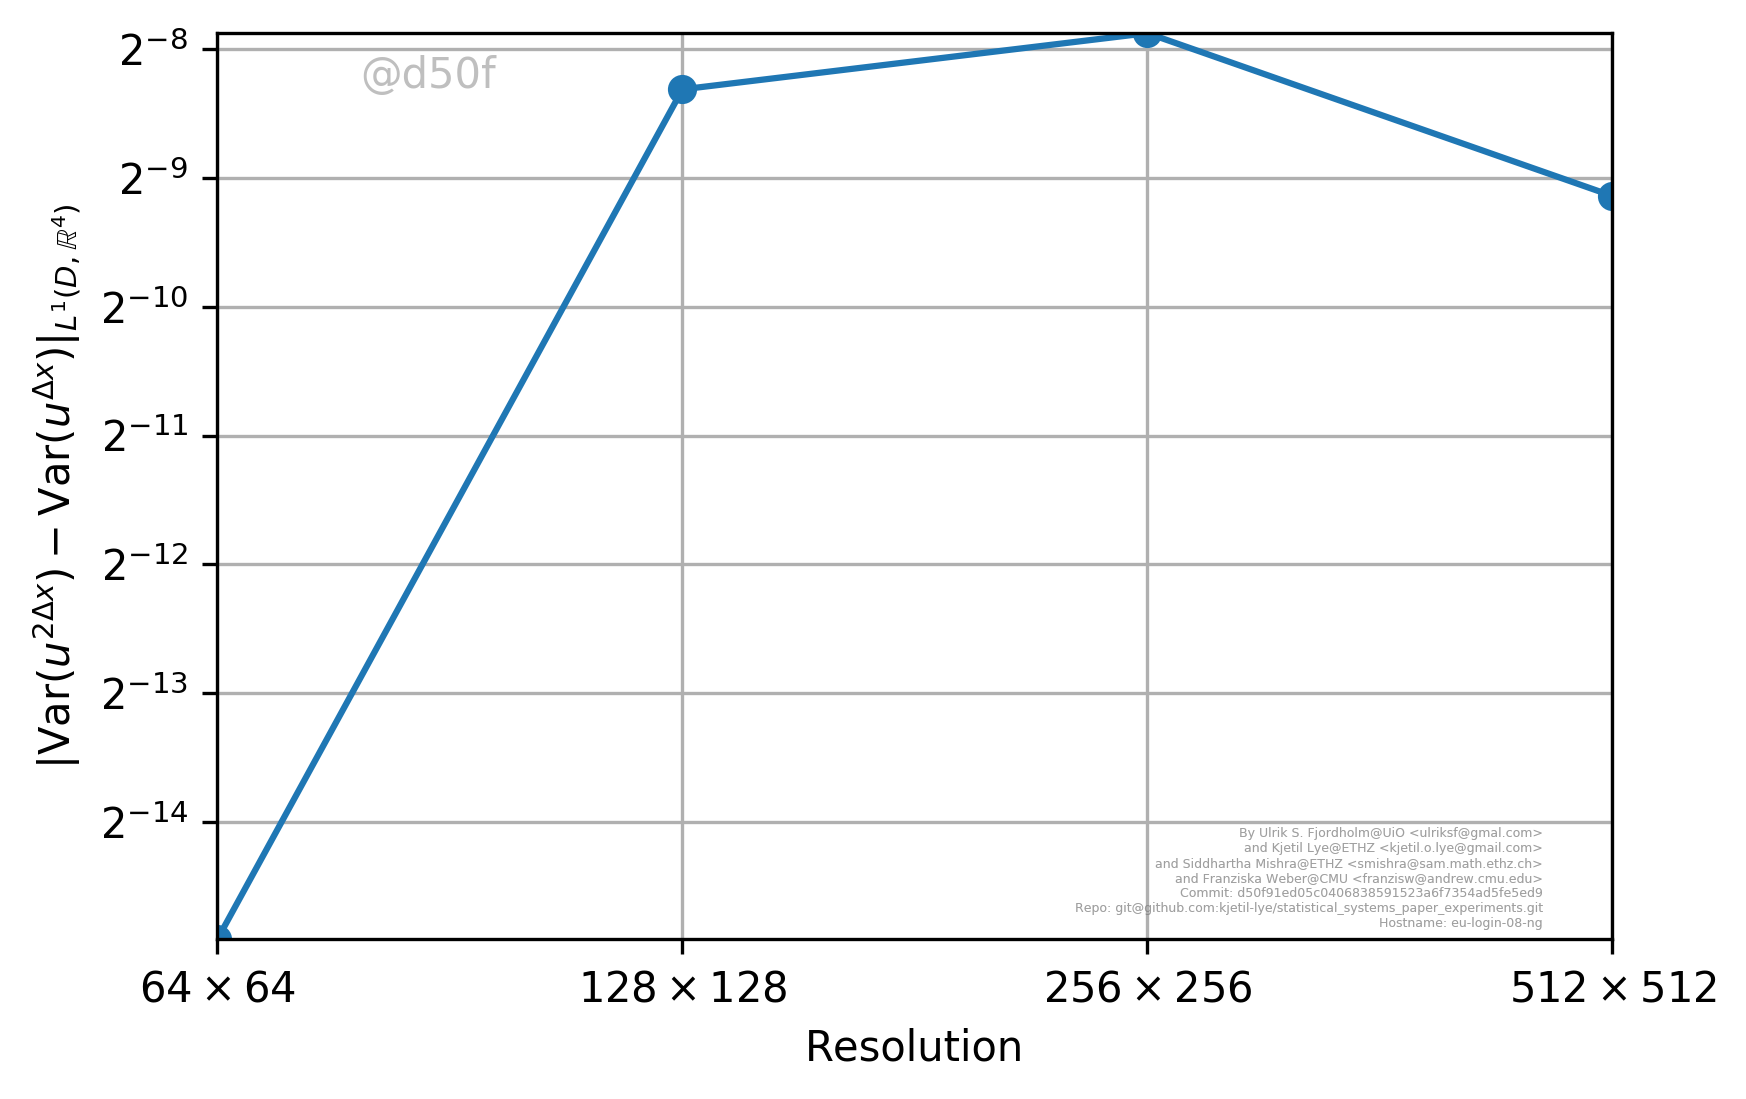 2⁻⁸
@d50f
2⁻⁹
2⁻¹⁰
2⁻¹¹
2⁻¹²
2⁻¹³
2⁻¹⁴
|Var(u^{2Δx}) − Var(u^{Δx})|_{L¹(D, ℝ⁴)}
By Ulrik S. Fjordholm@UiO <ulriksf@gmal.com>
and Kjetil Lye@ETHZ <kjetil.o.lye@gmail.com>
and Siddhartha Mishra@ETHZ <smishra@sam.math.ethz.ch>
and Franziska Weber@CMU <franzisw@andrew.cmu.edu>
Commit: d50f91ed05c0406838591523a6f7354ad5fe5ed9
Repo: git@github.com:kjetil-lye/statistical_systems_paper_experiments.git
Hostname: eu-login-08-ng
64 × 64
128 × 128
256 × 256
512 × 512
Resolution